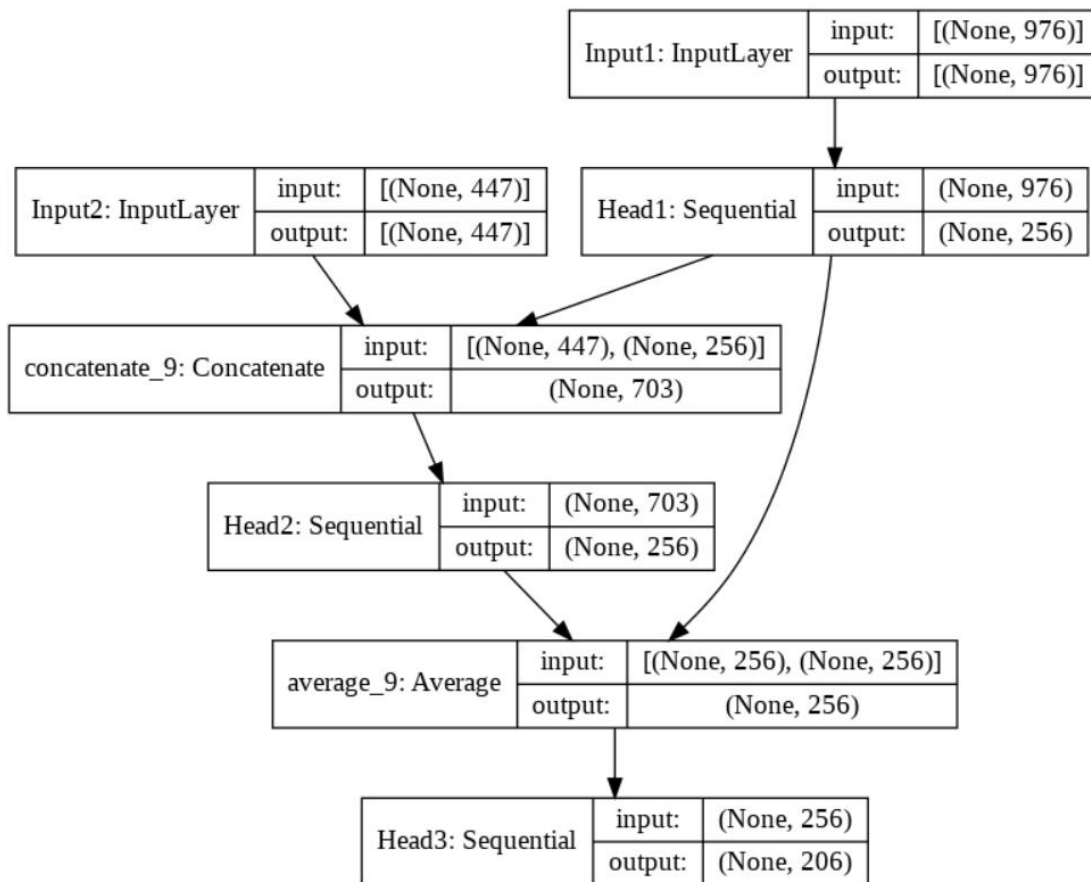 Input1: InputLayer
input: [(None, 976)]
output: [(None, 976)]
Input2: InputLayer
input: [(None, 447)]
output: [(None, 447)]
Head1: Sequential
input: (None, 976)
output: (None, 256)
concatenate_9: Concatenate
input: [(None, 447), (None, 256)]
output: (None, 703)
Head2: Sequential
input: (None, 703)
output: (None, 256)
average_9: Average
input: [(None, 256), (None, 256)]
output: (None, 256)
Head3: Sequential
input: (None, 256)
output: (None, 206)